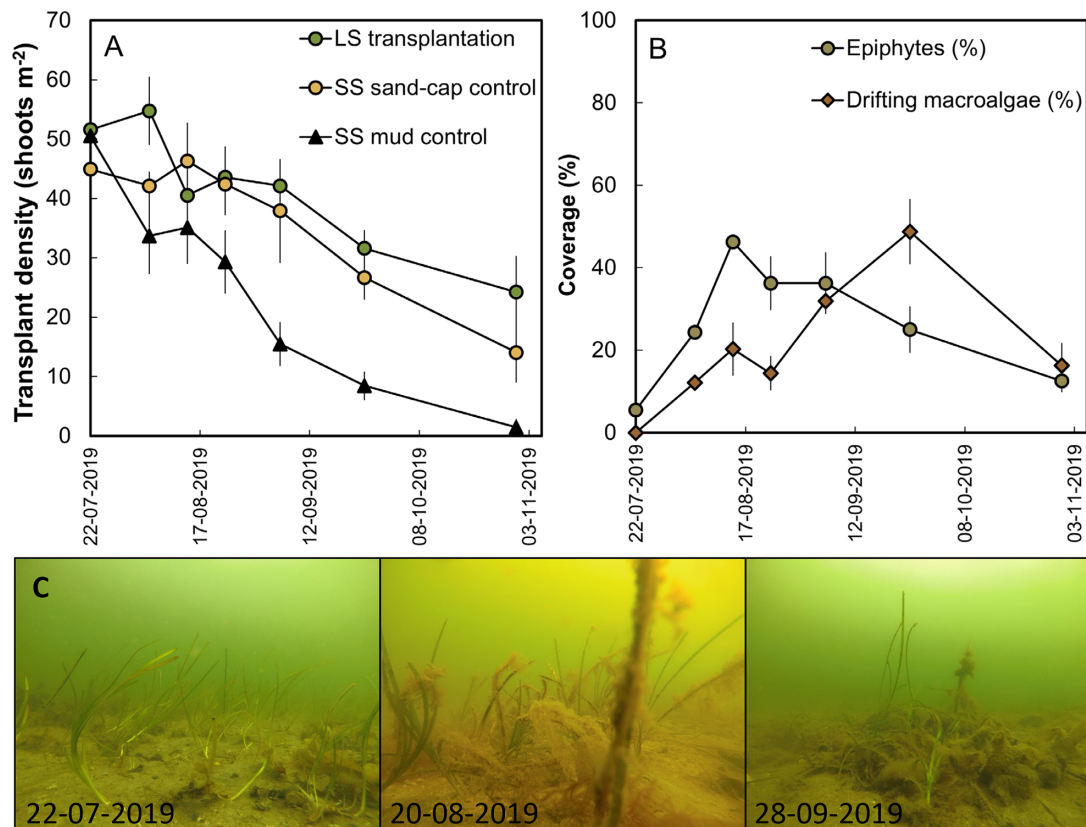 A
Transplant density (shoots m⁻²)
70
60
50
40
30
20
10
0
LS transplantation
SS sand-cap control
SS mud control
22-07-2019
17-08-2019
12-09-2019
08-10-2019
03-11-2019
B
Coverage (%)
100
80
60
40
20
0
Epiphytes (%)
Drifting macroalgae (%)
22-07-2019
17-08-2019
12-09-2019
08-10-2019
03-11-2019
C
22-07-2019
20-08-2019
28-09-2019